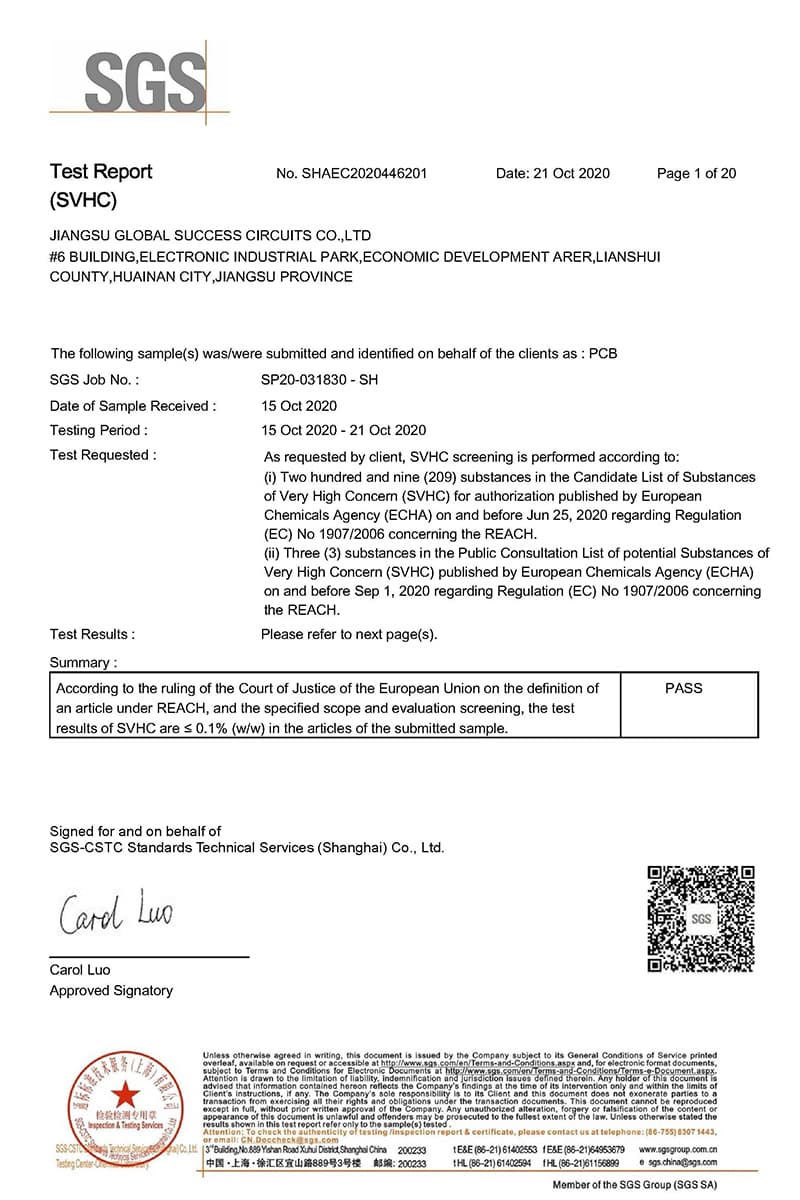 SGS
Test Report No. SHAEC2020446201 Date: 21 Oct 2020 Page 1 of 20
(SVHC)
JIANGSU GLOBAL SUCCESS CIRCUITS CO.,LTD
#6 BUILDING,ELECTRONIC INDUSTRIAL PARK,ECONOMIC DEVELOPMENT ARER,LIANSHUI
COUNTY,HUAINAN CITY,JIANGSU PROVINCE
The following sample(s) was/were submitted and identified on behalf of the clients as : PCB
SGS Job No. : SP20-031830 - SH
Date of Sample Received : 15 Oct 2020
Testing Period : 15 Oct 2020 - 21 Oct 2020
Test Requested : As requested by client, SVHC screening is performed according to:
(i) Two hundred and nine (209) substances in the Candidate List of Substances
of Very High Concern (SVHC) for authorization published by European
Chemicals Agency (ECHA) on and before Jun 25, 2020 regarding Regulation
(EC) No 1907/2006 concerning the REACH.
(ii) Three (3) substances in the Public Consultation List of potential Substances of
Very High Concern (SVHC) published by European Chemicals Agency (ECHA)
on and before Sep 1, 2020 regarding Regulation (EC) No 1907/2006 concerning
the REACH.
Test Results : Please refer to next page(s).
Summary :
According to the ruling of the Court of Justice of the European Union on the definition of PASS
an article under REACH, and the specified scope and evaluation screening, the test
results of SVHC are ≤ 0.1% (w/w) in the articles of the submitted sample.
Signed for and on behalf of
SGS-CSTC Standards Technical Services (Shanghai) Co., Ltd.
Carol Luo
SGS
Carol Luo
Approved Signatory
检验检测专用章
Inspection & Testing Services
Unless otherwise agreed in writing, this document is issued by the Company subject to its General Conditions of Service printed
overleaf, available on request or accessible at http://www.sgs.com/en/Terms-and-Conditions.aspx and, for electronic format documents,
subject to Terms and Conditions for Electronic Documents at http://www.sgs.com/en/Terms-and-Conditions/Terms-e-Document.aspx.
Attention is drawn to the limitation of liability, indemnification and jurisdiction issues defined therein. Any holder of this document is
advised that information contained hereon reflects the Company's findings at the time of its intervention only and within the limits of
Client's instructions, if any. The Company's sole responsibility is to its Client and this document does not exonerate parties to a
transaction from exercising all their rights and obligations under the transaction documents. This document cannot be reproduced
except in full, without prior written approval of the Company. Any unauthorized alteration, forgery or falsification of the content or
appearance of this document is unlawful and offenders may be prosecuted to the fullest extent of the law. Unless otherwise stated the
results shown in this test report refer only to the sample(s) tested .
Attention: To check the authenticity of testing /inspection report & certificate, please contact us at telephone: (86-755) 8307 1443,
or email: CN.Doccheck@sgs.com
3rd Building,No.889 Yishan Road Xuhui District,Shanghai China 200233 t E&E (86-21) 61402553 f E&E (86-21)64953679 www.sgsgroup.com.cn
中国·上海·徐汇区宜山路889号3号楼 邮编: 200233 t HL (86-21) 61402594 f HL (86-21)61156899 e sgs.china@sgs.com
Member of the SGS Group (SGS SA)